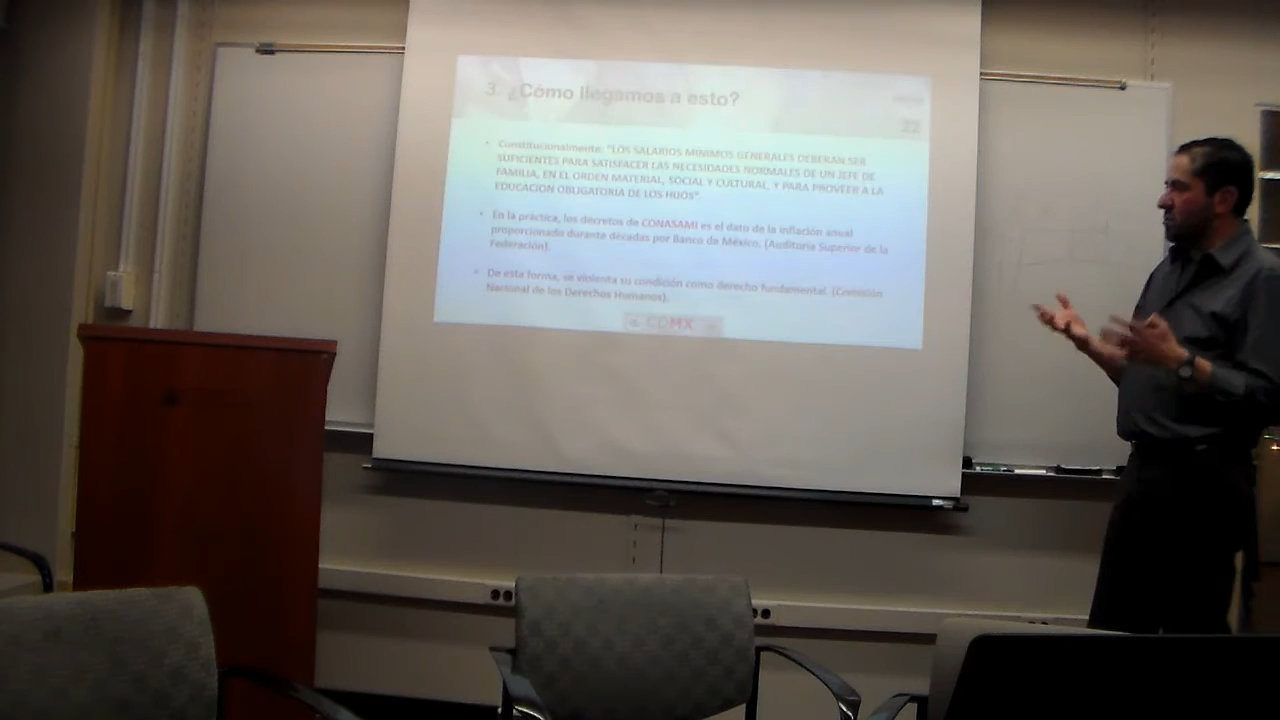 3 ¿Cómo llegamos a esto?
22
• Constitucionalmente: "LOS SALARIOS MINIMOS GENERALES DEBERAN SER
SUFICIENTES PARA SATISFACER LAS NECESIDADES NORMALES DE UN JEFE DE
FAMILIA, EN EL ORDEN MATERIAL, SOCIAL Y CULTURAL, Y PARA PROVEER A LA
EDUCACION OBLIGATORIA DE LOS HIJOS"
• En la práctica, los decretos de CONASAMI es el dato de la inflación anual
proporcionado durante décadas por Banco de México. (Auditoría Superior de la
Federación).
• De esta forma, se violenta su condición como derecho fundamental. (Comisión
Nacional de los Derechos Humanos).
CDMX